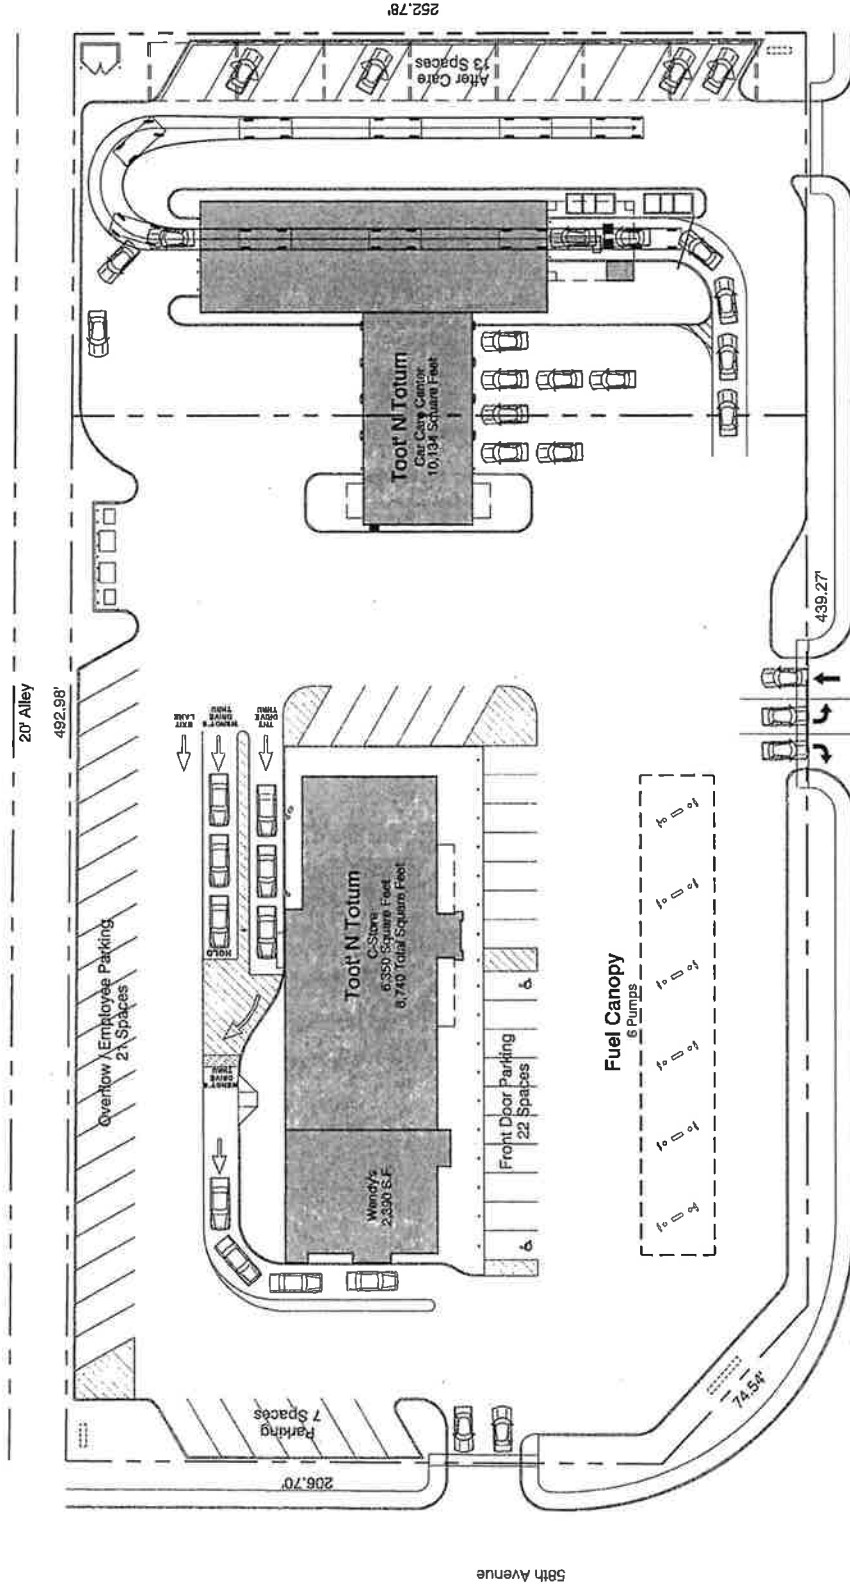 252.78'
After Care
13 Spaces
Toot' N Totum
Car Care Center
10,134 Square Feet
439.27'
20' Alley
492.98'
EXIT
LANE
WENDY'S
DRIVE
THRU
TNT
DRIVE
THRU
HOLD
WENDY'S
DRIVE
THRU
Overflow / Employee Parking
21 Spaces
Toot' N Totum
C-Store
6,350 Square Feet
8,740 Total Square Feet
Wendy's
2,390 S.F.
Front Door Parking
22 Spaces
Fuel Canopy
6 Pumps
Parking
7 Spaces
74.54'
206.70'
58th Avenue